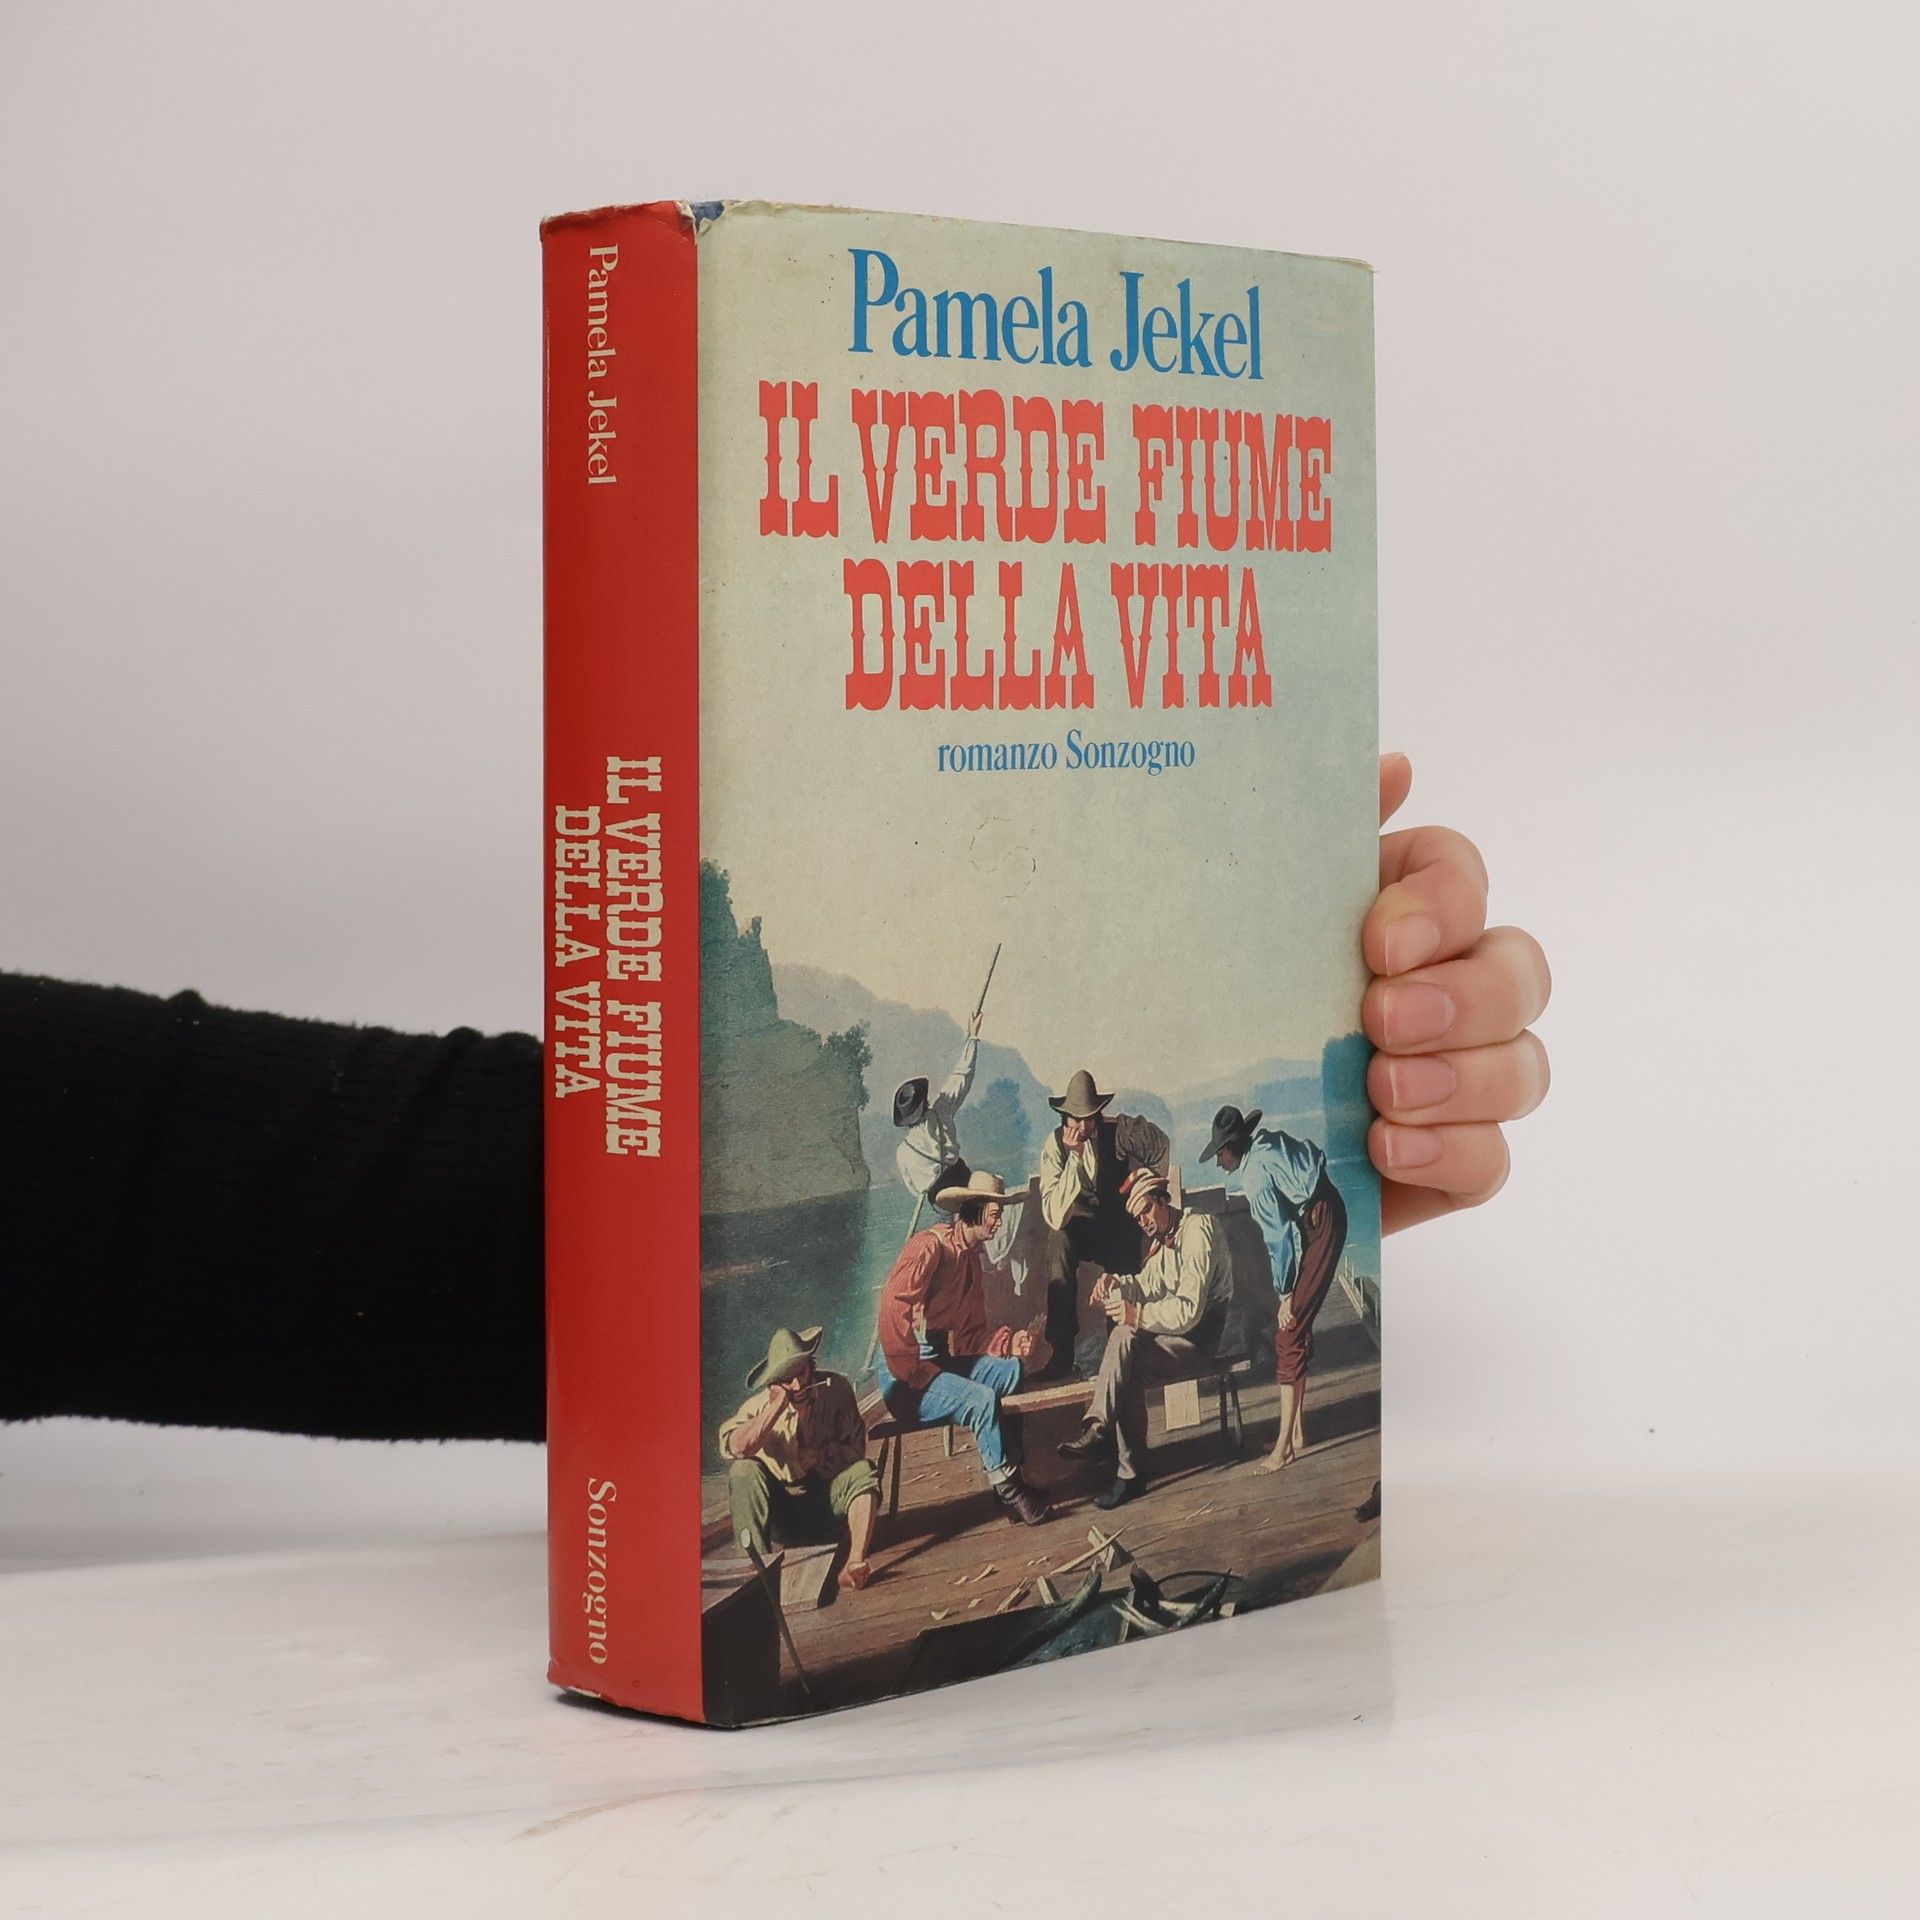 Pamela Jekel
IL VERDE FIUME
DELLA VITA
romanzo Sonzogno
Pamela Jekel
IL VERDE FIUME
DELLA VITA
Sonzogno